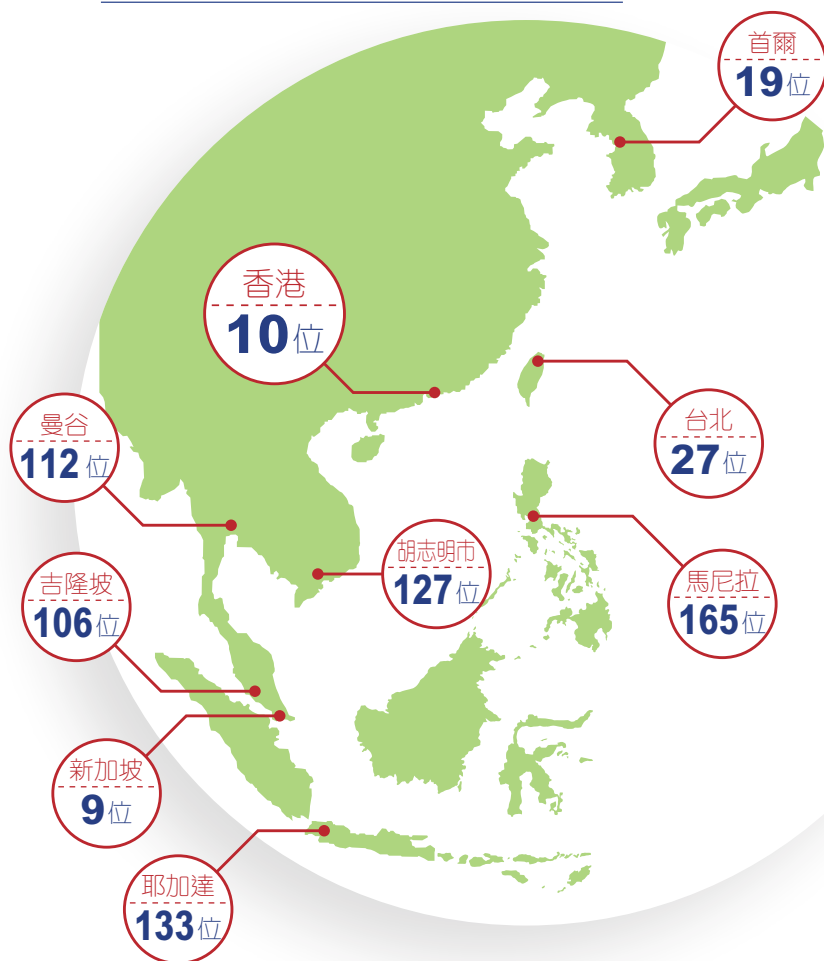 首爾
19位
香港
10位
曼谷
112位
台北
27位
胡志明市
127位
吉隆坡
106位
馬尼拉
165位
新加坡
9位
耶加達
133位